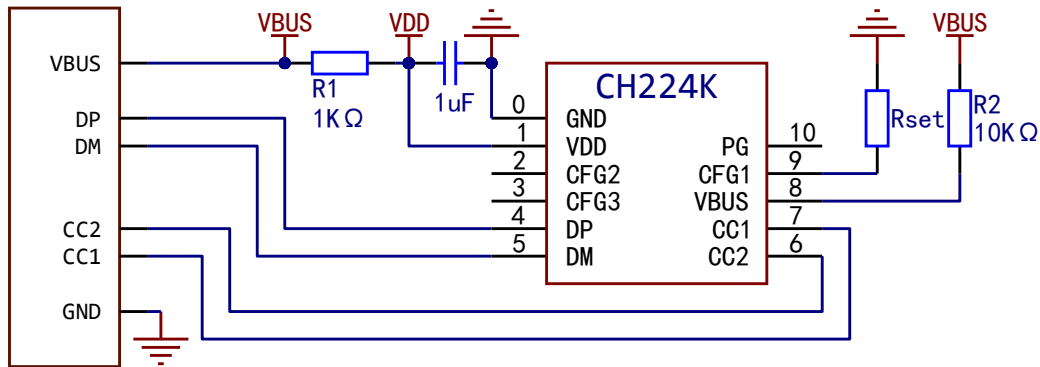 VBUS
VDD
VBUS
VBUS
R1
1KΩ
1uF
CH224K
DP
DM
CC2
CC1
GND
0
GND
1
VDD
2
CFG2
3
CFG3
4
DP
5
DM
PG
10
CFG1
9
VBUS
8
CC1
7
CC2
6
Rset
R2
10KΩ